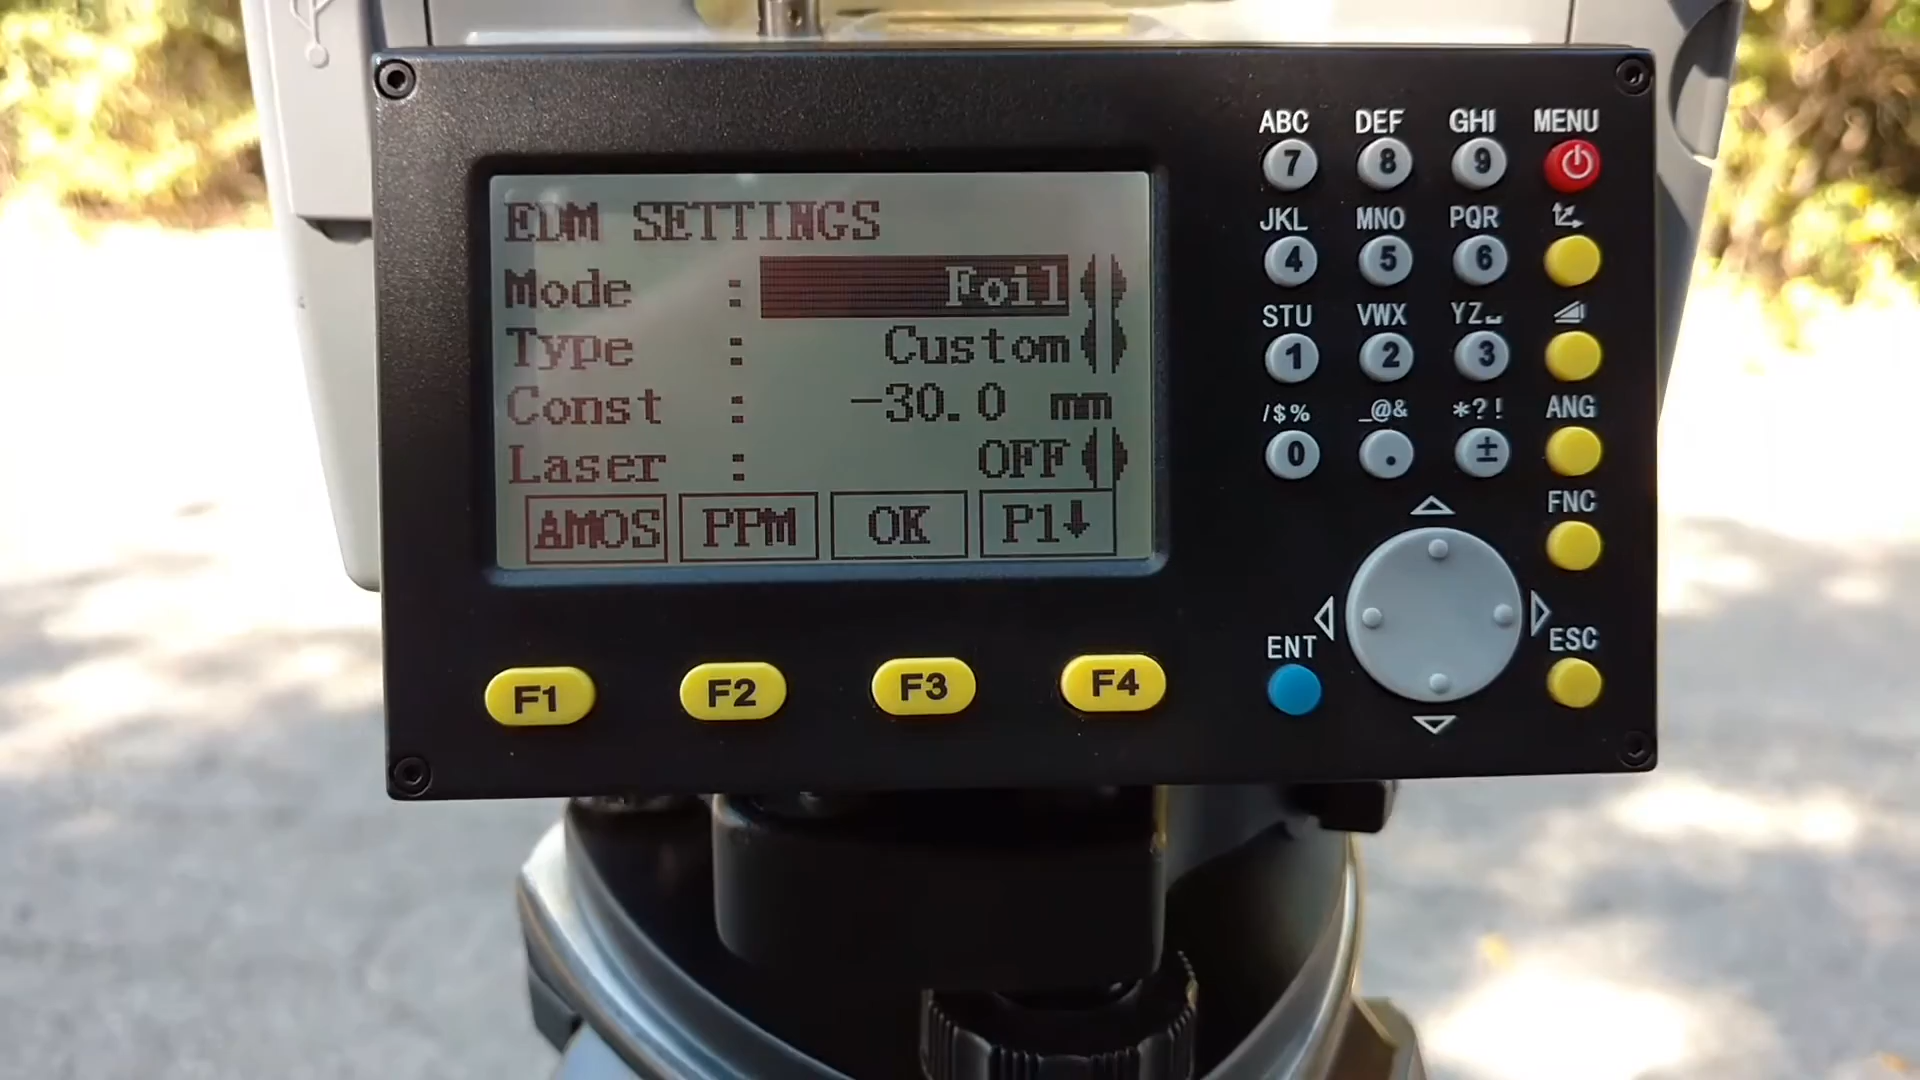 EDM SETTINGS
Mode : Foil
Type : Custom
Const : -30.0 mm
Laser : OFF
AMOS PPM OK P1↓
F1 F2 F3 F4
ABC DEF GHI MENU
7 8 9
JKL MNO PQR
4 5 6
STU VWX YZ␣
1 2 3
/$% _@& *?! ANG
0 . ±
FNC
ENT ESC